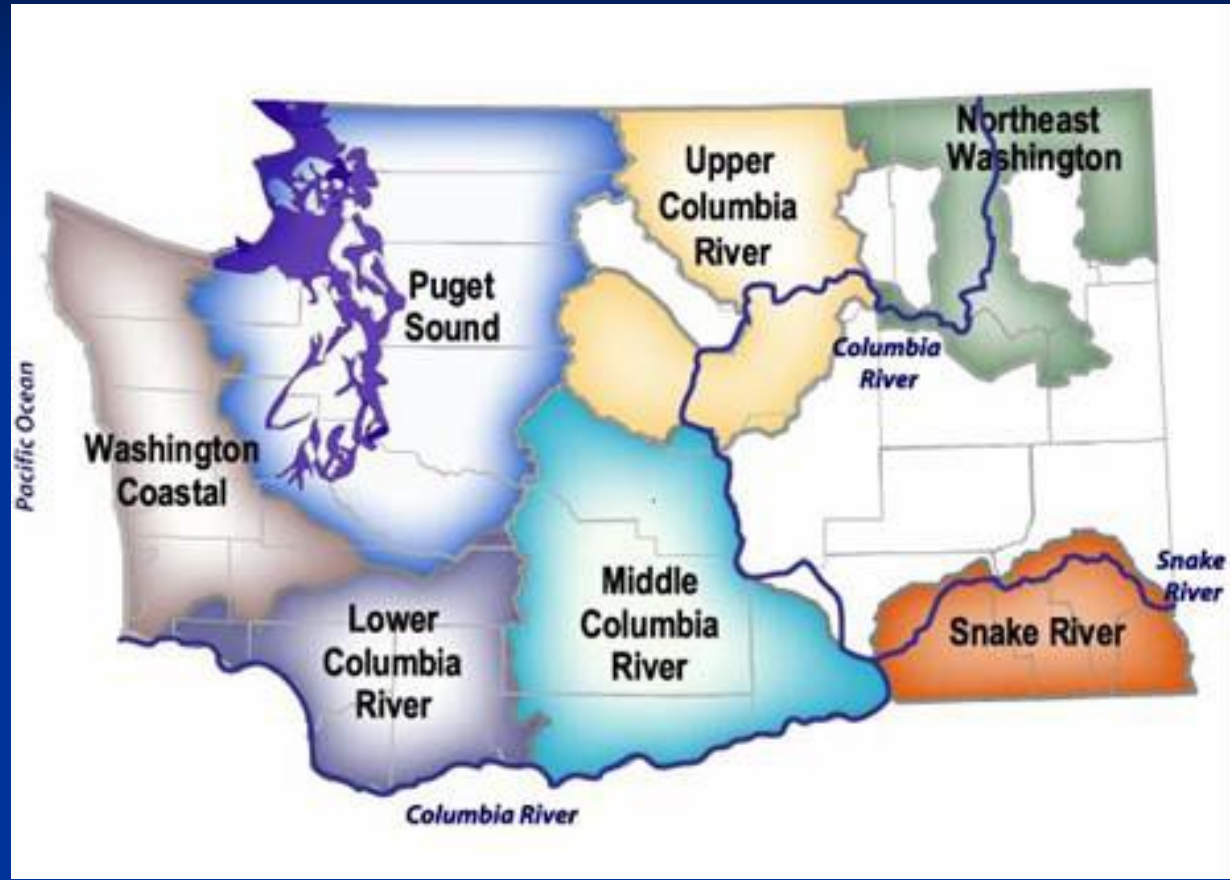 Northeast
Washington
Upper
Columbia
River
Puget
Sound
Columbia
River
Pacific Ocean
Washington
Coastal
Snake
River
Middle
Columbia
River
Lower
Columbia
River
Snake River
Columbia River